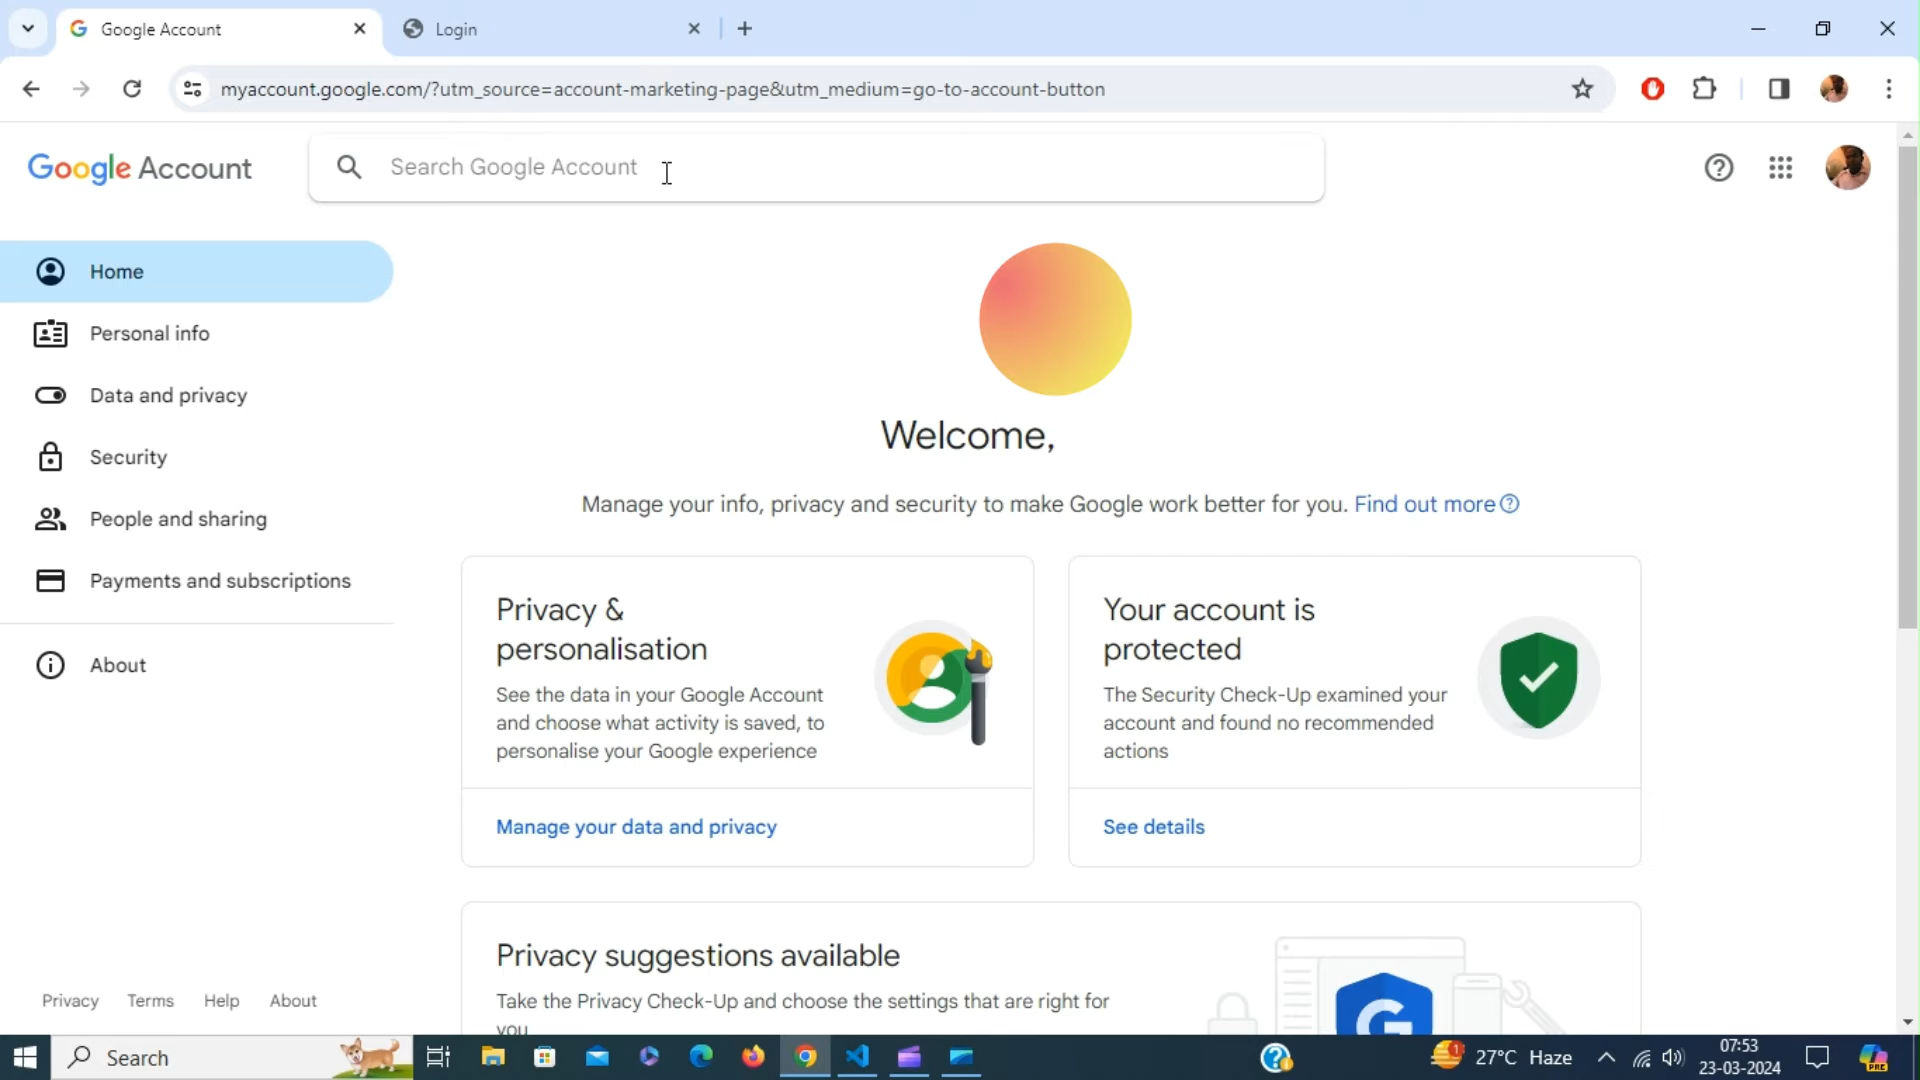 Google Account
Login
myaccount.google.com/?utm_source=account-marketing-page&utm_medium=go-to-account-button
Google Account
Search Google Account
Home
Personal info
Data and privacy
Security
People and sharing
Payments and subscriptions
About
Welcome,
Manage your info, privacy and security to make Google work better for you. Find out more
Privacy &
personalisation
See the data in your Google Account
and choose what activity is saved, to
personalise your Google experience
Manage your data and privacy
Your account is
protected
The Security Check-Up examined your
account and found no recommended
actions
See details
Privacy suggestions available
Take the Privacy Check-Up and choose the settings that are right for
you
Privacy Terms Help About
Search
27°C Haze
07:53
23-03-2024
PRE